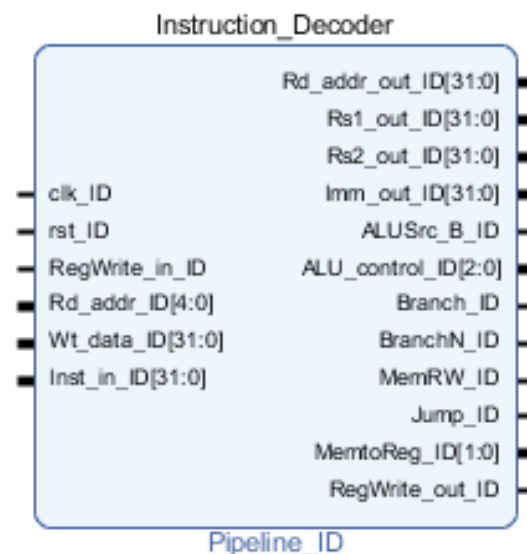 Instruction_Decoder
Rd_addr_out_ID[31:0]
Rs1_out_ID[31:0]
Rs2_out_ID[31:0]
clk_ID
Imm_out_ID[31:0]
rst_ID
ALUSrc_B_ID
RegWrite_in_ID
ALU_control_ID[2:0]
Rd_addr_ID[4:0]
Branch_ID
Wt_data_ID[31:0]
BranchN_ID
Inst_in_ID[31:0]
MemRW_ID
Jump_ID
MemtoReg_ID[1:0]
RegWrite_out_ID
Pipeline_ID